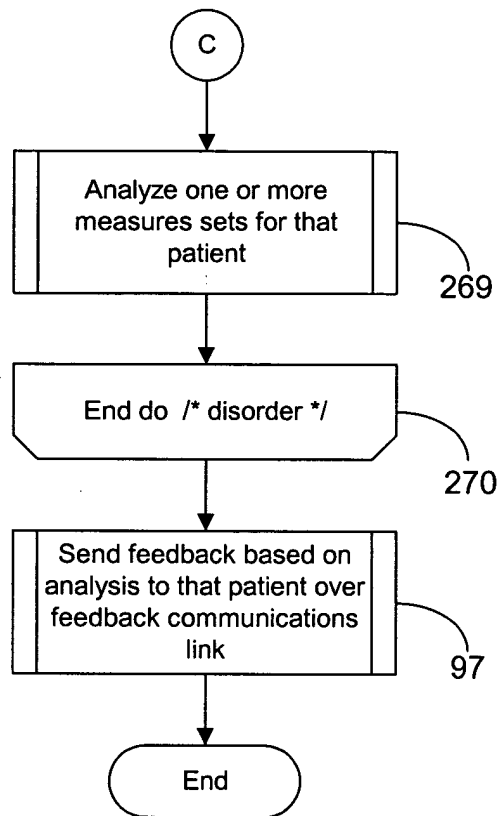 C
Analyze one or more
measures sets for that
patient
269
End do /* disorder */
270
Send feedback based on
analysis to that patient over
feedback communications
link
97
End